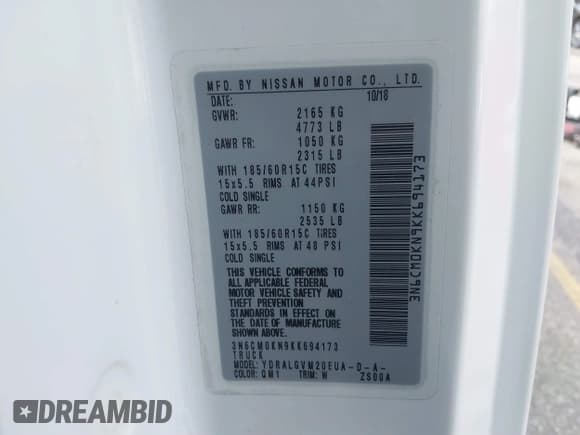 MFD. BY NISSAN MOTOR CO., LTD.
DATE: 10/18
GVWR: 2165 KG
4773 LB
GAWR FR: 1050 KG
2315 LB
WITH 185/60R15C TIRES
15x5.5 RIMS AT 44PSI
COLD SINGLE
GAWR RR: 1150 KG
2535 LB
WITH 185/60R15C TIRES
15x5.5 RIMS AT 48 PSI
COLD SINGLE
THIS VEHICLE CONFORMS TO
ALL APPLICABLE FEDERAL
MOTOR VEHICLE SAFETY AND
THEFT PREVENTION
STANDARDS IN EFFECT ON
THE DATE OF MANUFACTURE
SHOWN ABOVE.
3N6CM0KN9KK694173
TRUCK
MODEL: YDRALGVM20EUA-D-A-
COLOR: QM1 TRIM: W ZS00A
3N6CM0KN9KK694173
DREAMBID